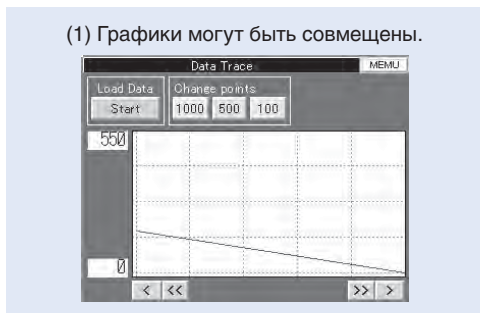 (1) Графики могут быть совмещены.
Data Trace MEMU
Load Data Change points
Start 1000 500 100
550
0
< << >> >